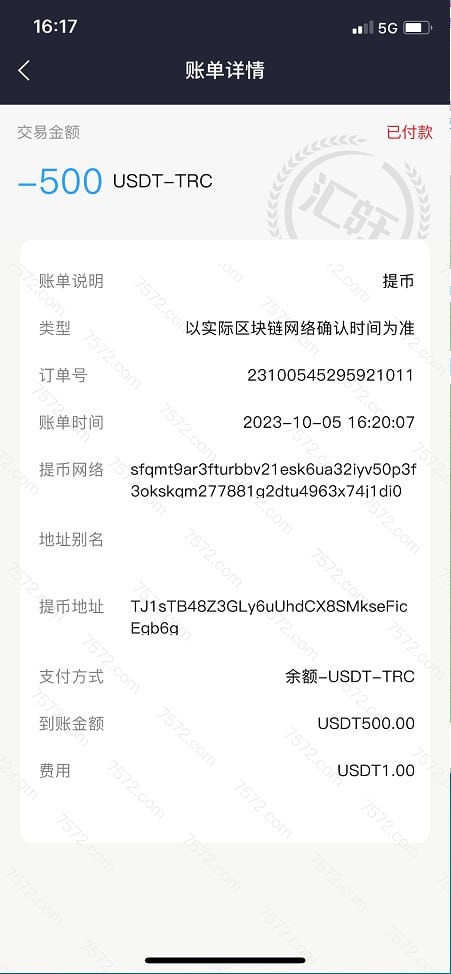 16:17
5G
账单详情
交易金额
已付款
-500 USDT-TRC
汇旺
账单说明
提币
类型
以实际区块链网络确认时间为准
订单号
23100545295921011
账单时间
2023-10-05 16:20:07
提币网络
sfqmt9ar3fturbbv21esk6ua32iyv50p3f
3okskqm277881g2dtu4963x74j1di0
地址别名
提币地址
TJ1sTB48Z3GLy6uUhdCX8SMkseFic
Egb6g
支付方式
余额-USDT-TRC
到账金额
USDT500.00
费用
USDT1.00
7572.com